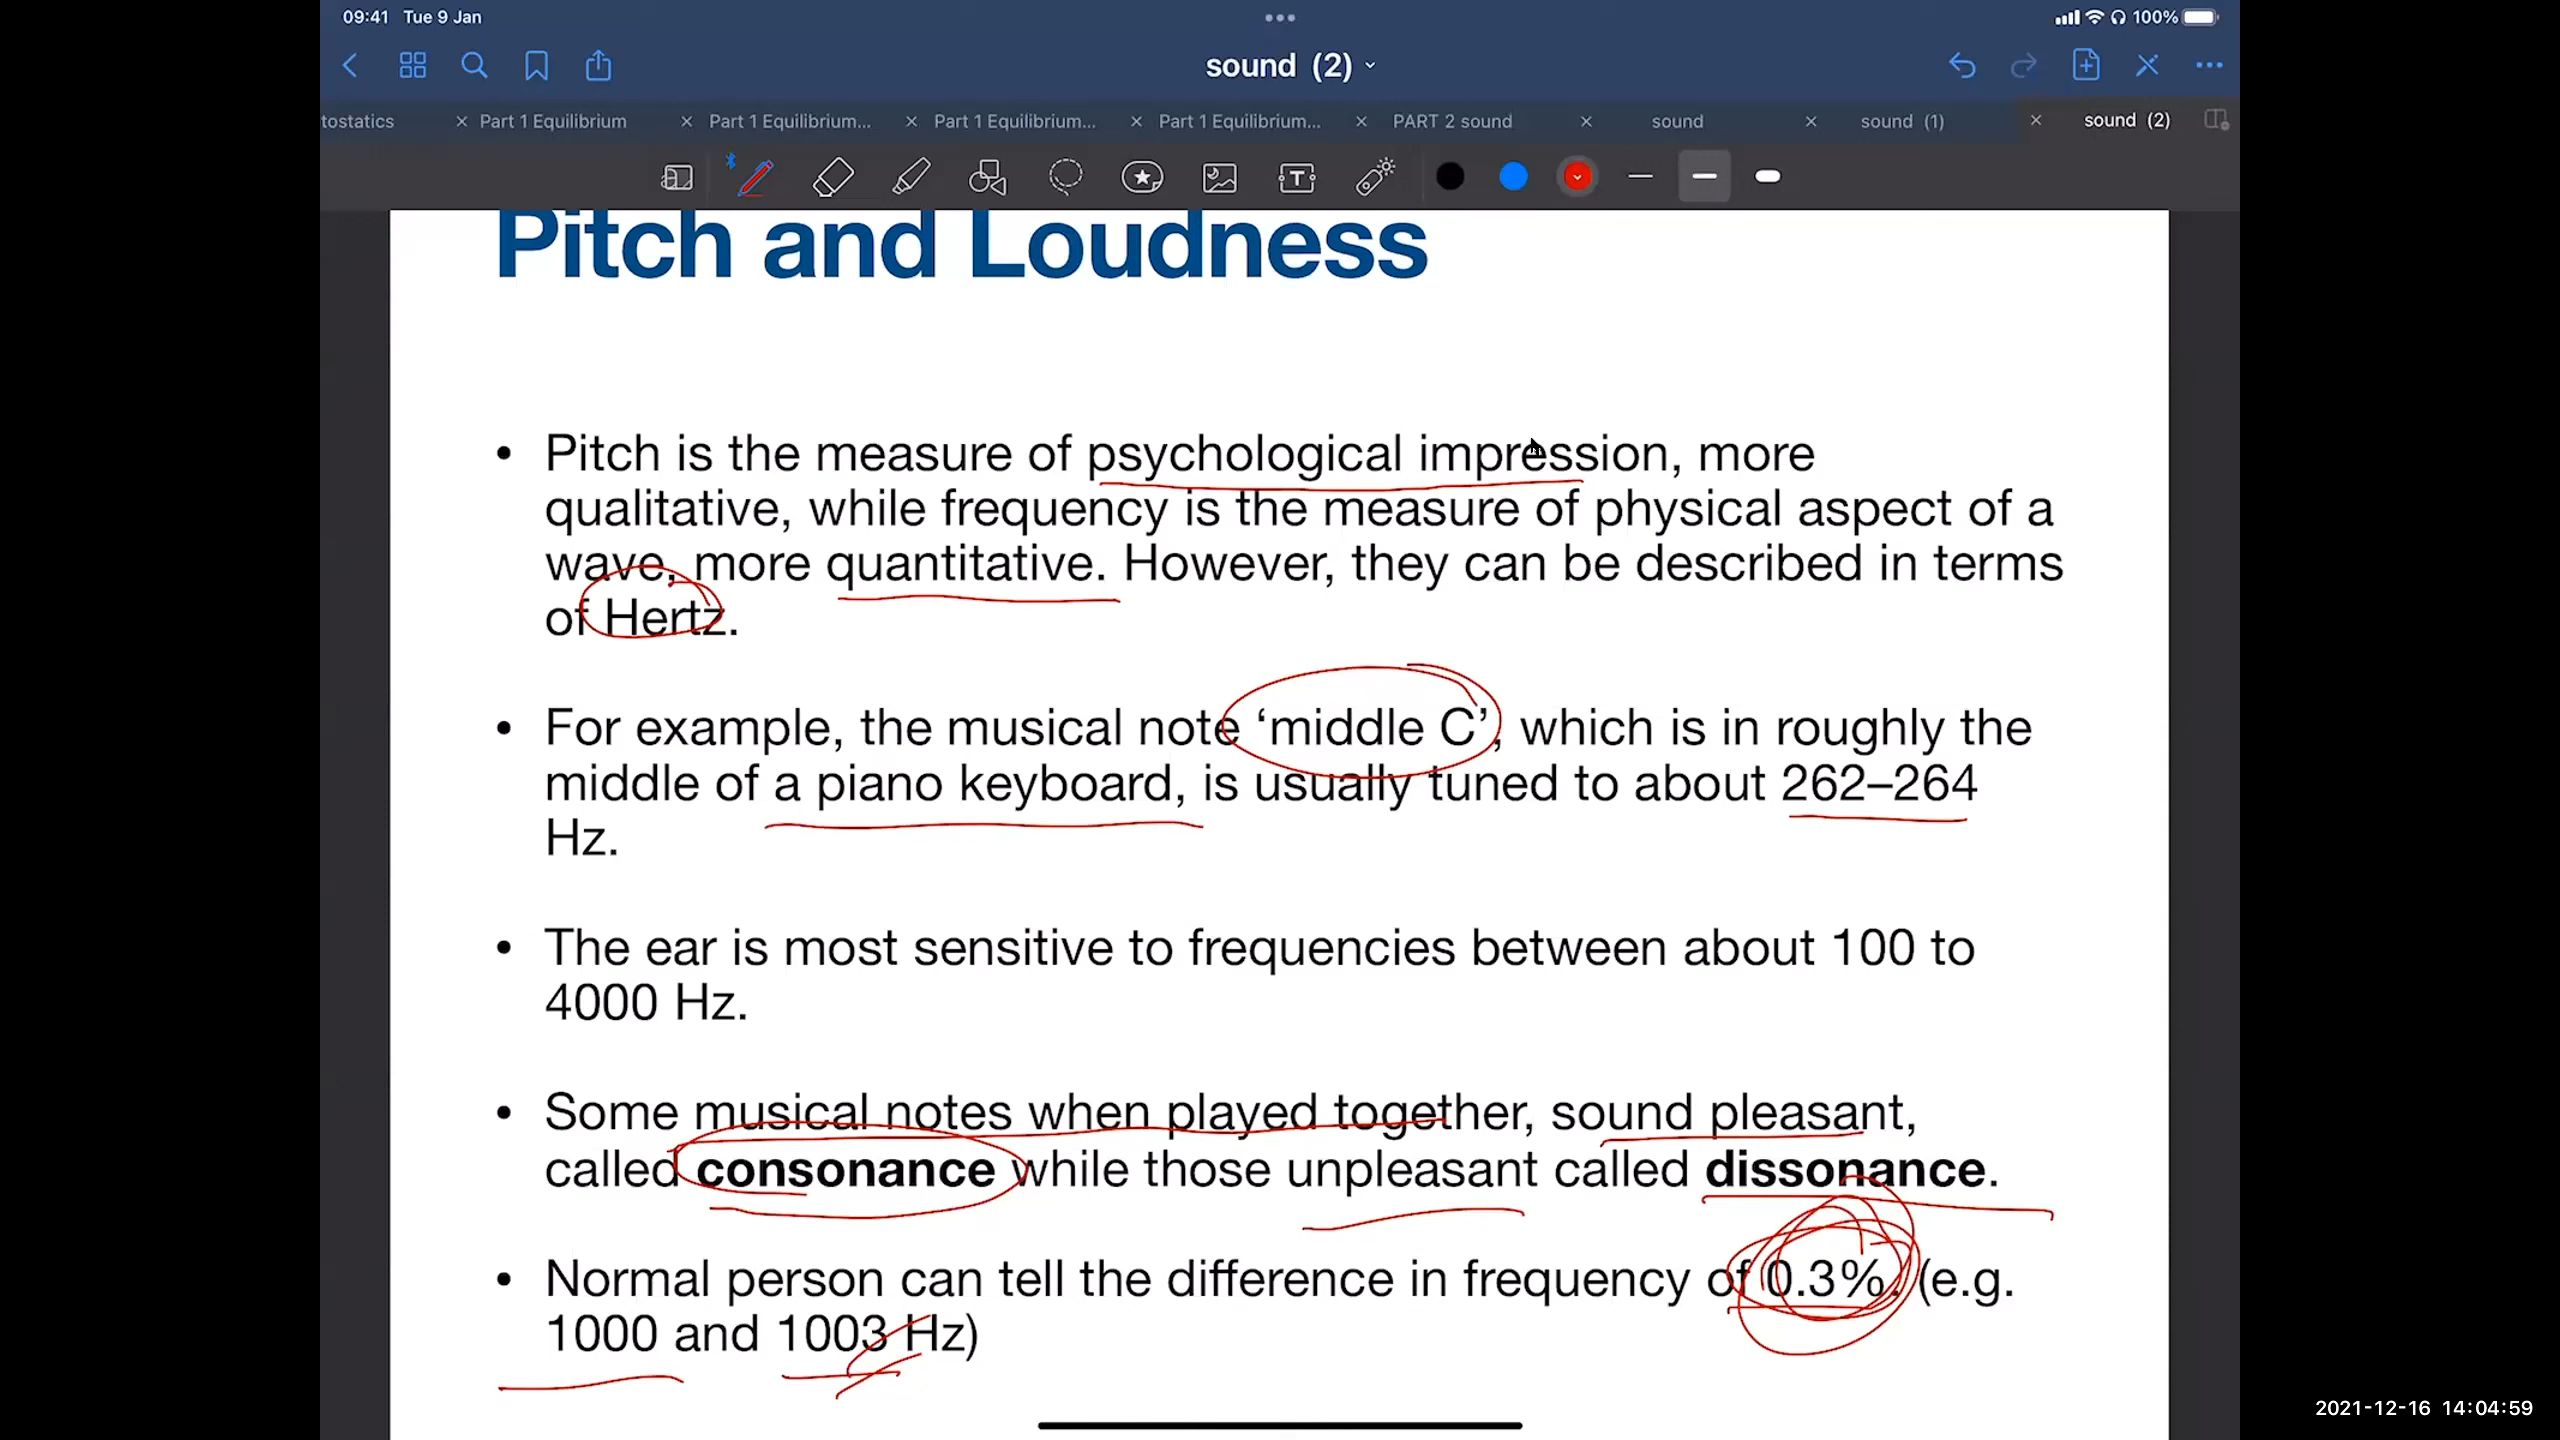 09:41 Tue 9 Jan
100%
sound (2)
tostatics
Part 1 Equilibrium
Part 1 Equilibrium...
Part 1 Equilibrium...
Part 1 Equilibrium...
PART 2 sound
sound
sound (1)
sound (2)
Pitch and Loudness
• Pitch is the measure of psychological impression, more
qualitative, while frequency is the measure of physical aspect of a
wave, more quantitative. However, they can be described in terms
of Hertz.
• For example, the musical note ‘middle C’, which is in roughly the
middle of a piano keyboard, is usually tuned to about 262–264
Hz.
• The ear is most sensitive to frequencies between about 100 to
4000 Hz.
• Some musical notes when played together, sound pleasant,
called consonance while those unpleasant called dissonance.
• Normal person can tell the difference in frequency of 0.3%. (e.g.
1000 and 1003 Hz)
2021-12-16 14:04:59